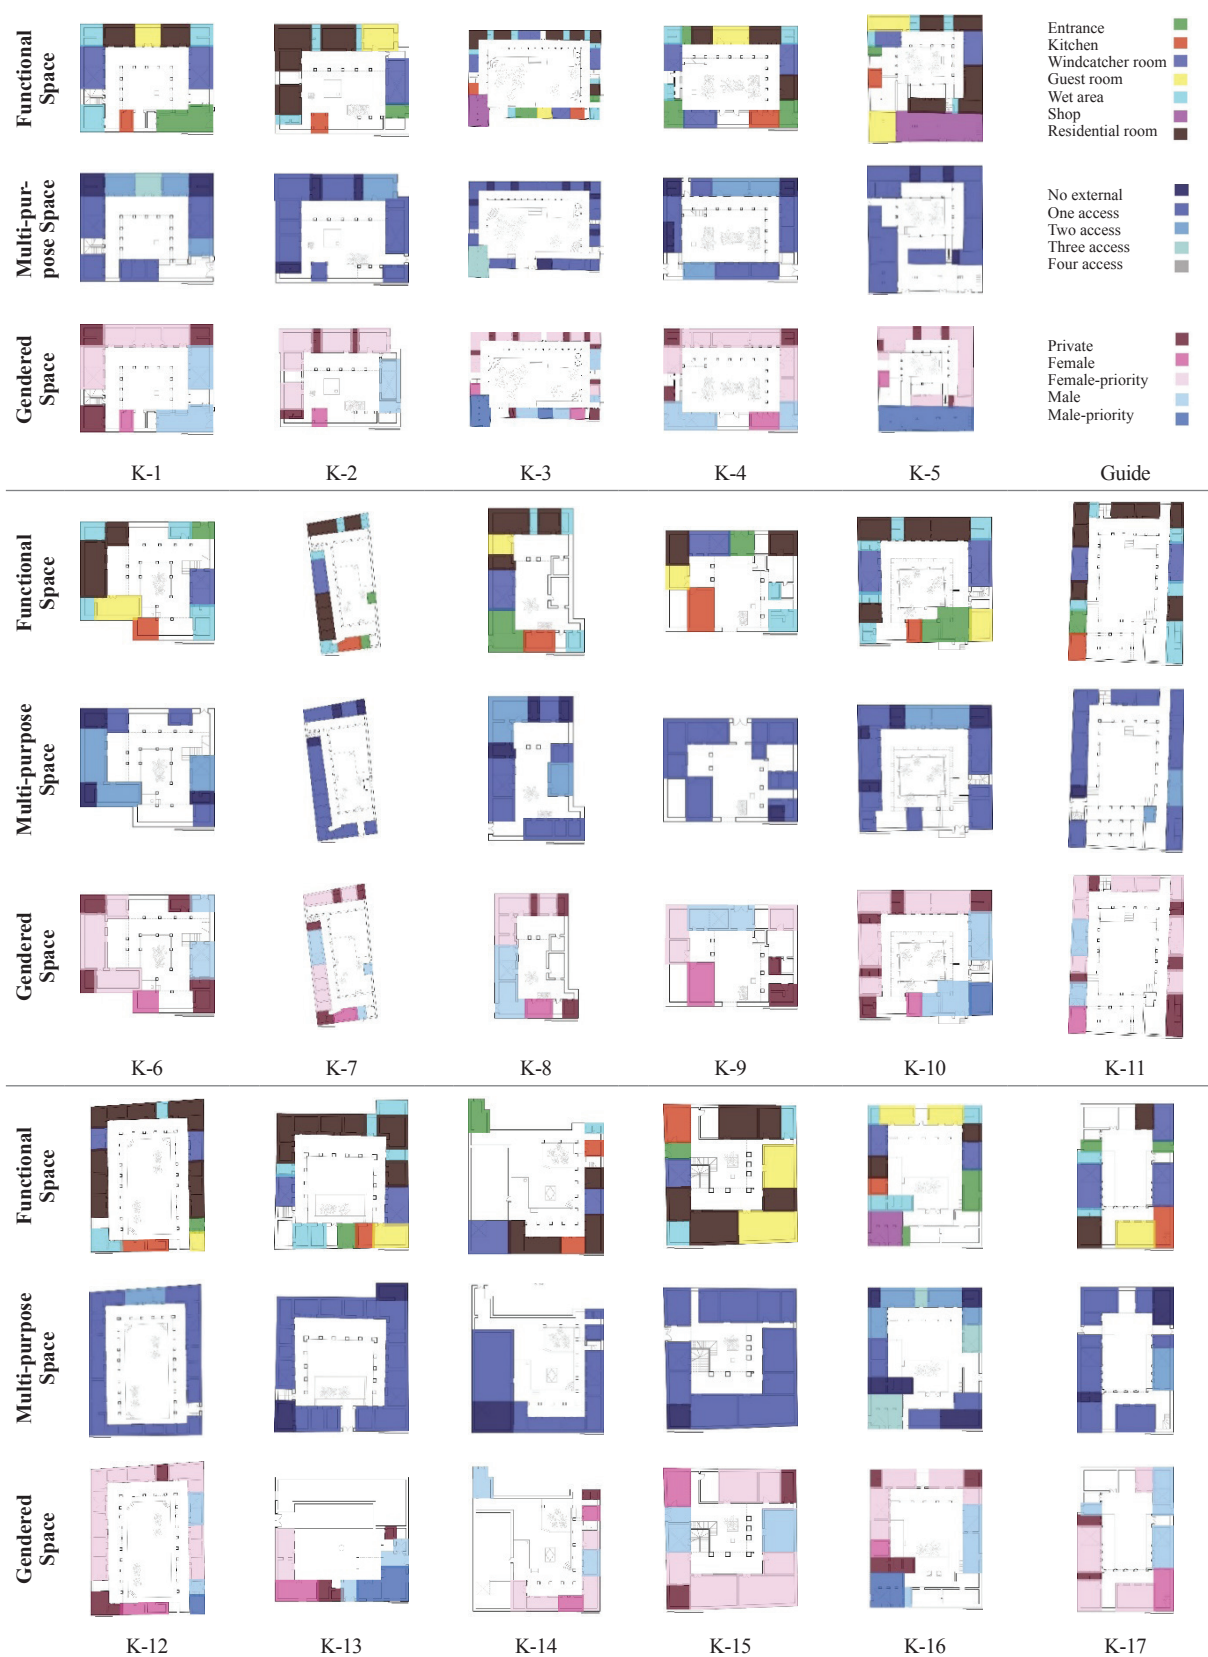 Functional
Space
Entrance
Kitchen
Windcatcher room
Guest room
Wet area
Shop
Residential room
Multi-pur-
pose Space
No external
One access
Two access
Three access
Four access
Gendered
Space
Private
Female
Female-priority
Male
Male-priority
K-1 K-2 K-3 K-4 K-5 Guide
Functional
Space
Multi-purpose
Space
Gendered
Space
K-6 K-7 K-8 K-9 K-10 K-11
Functional
Space
Multi-purpose
Space
Gendered
Space
K-12 K-13 K-14 K-15 K-16 K-17